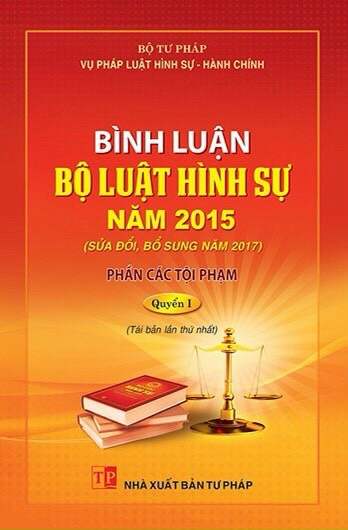 BỘ TƯ PHÁP
VỤ PHÁP LUẬT HÌNH SỰ - HÀNH CHÍNH
BÌNH LUẬN
BỘ LUẬT HÌNH SỰ
NĂM 2015
(SỬA ĐỔI, BỔ SUNG NĂM 2017)
PHẦN CÁC TỘI PHẠM
Quyển I
(Tái bản lần thứ nhất)
TP
NHÀ XUẤT BẢN TƯ PHÁP